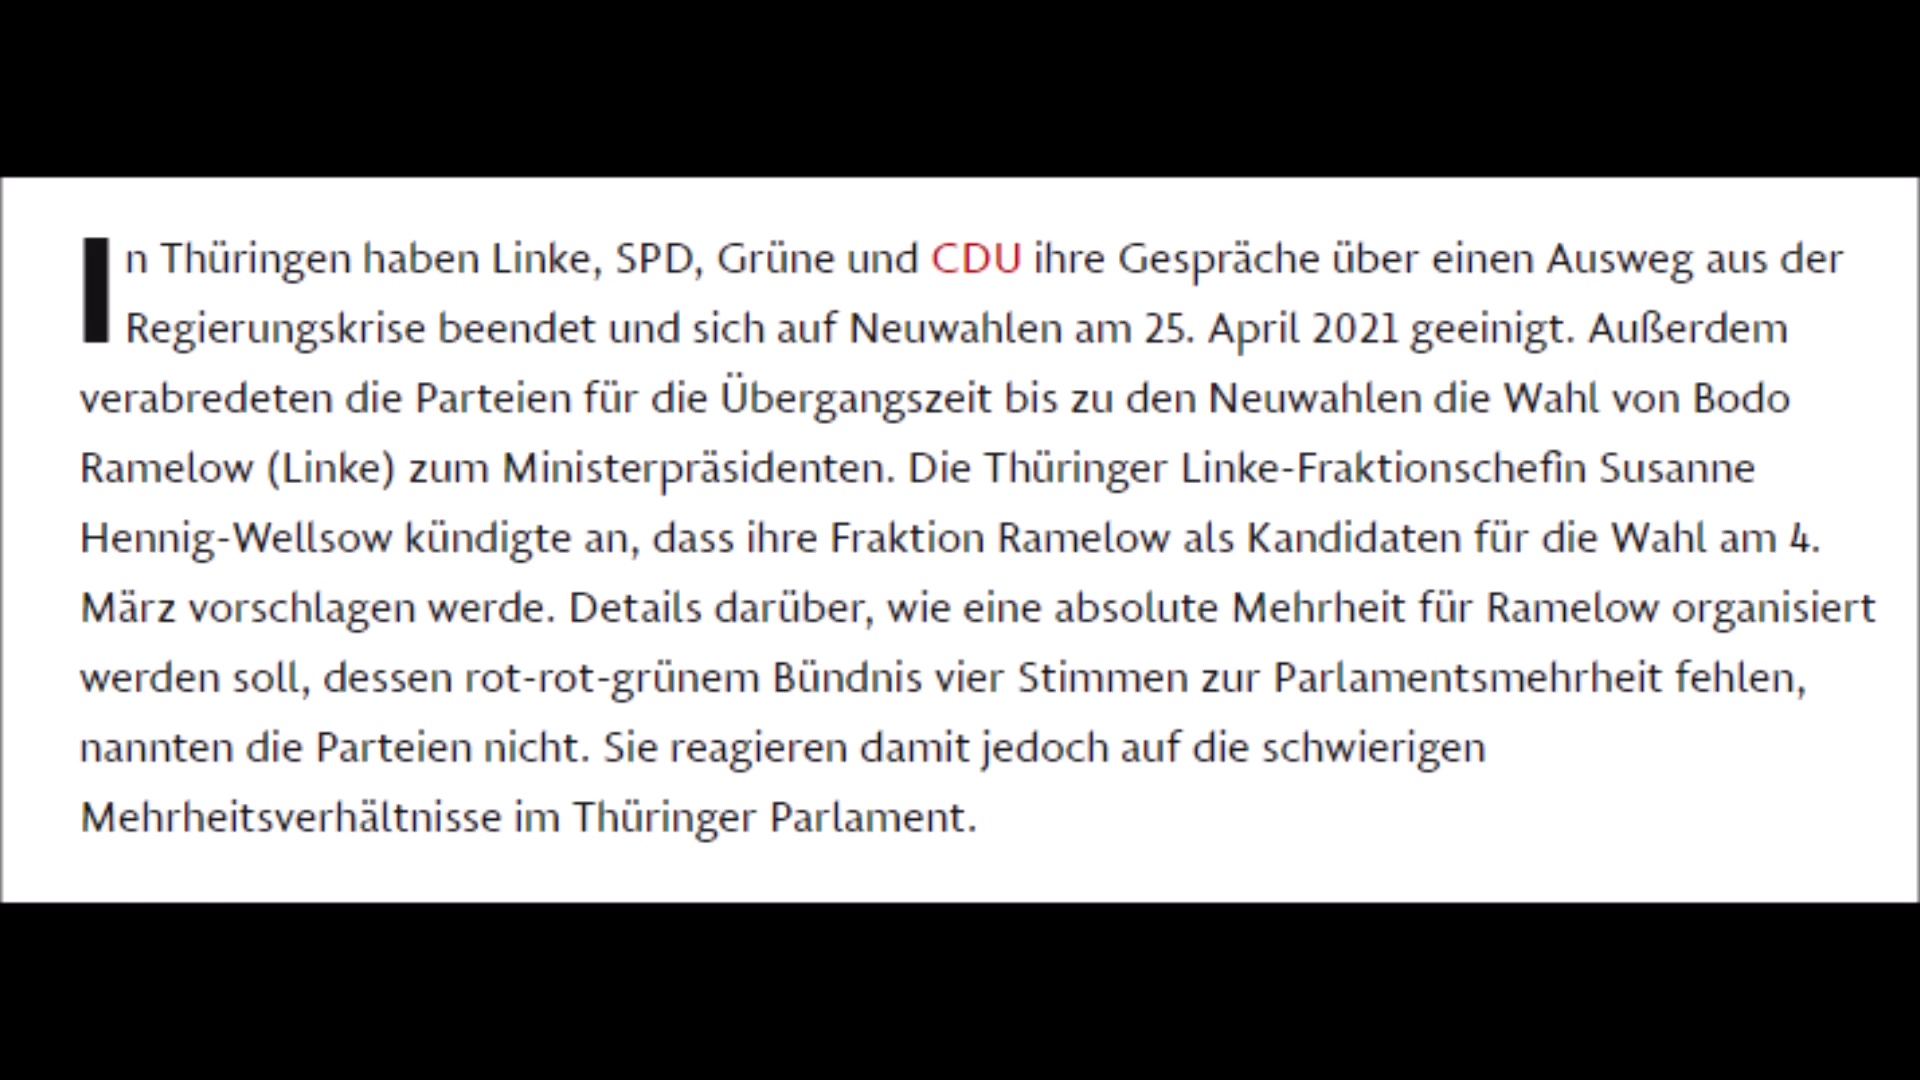 In Thüringen haben Linke, SPD, Grüne und CDU ihre Gespräche über einen Ausweg aus der
Regierungskrise beendet und sich auf Neuwahlen am 25. April 2021 geeinigt. Außerdem
verabredeten die Parteien für die Übergangszeit bis zu den Neuwahlen die Wahl von Bodo
Ramelow (Linke) zum Ministerpräsidenten. Die Thüringer Linke-Fraktionschefin Susanne
Hennig-Wellsow kündigte an, dass ihre Fraktion Ramelow als Kandidaten für die Wahl am 4.
März vorschlagen werde. Details darüber, wie eine absolute Mehrheit für Ramelow organisiert
werden soll, dessen rot-rot-grünem Bündnis vier Stimmen zur Parlamentsmehrheit fehlen,
nannten die Parteien nicht. Sie reagieren damit jedoch auf die schwierigen
Mehrheitsverhältnisse im Thüringer Parlament.